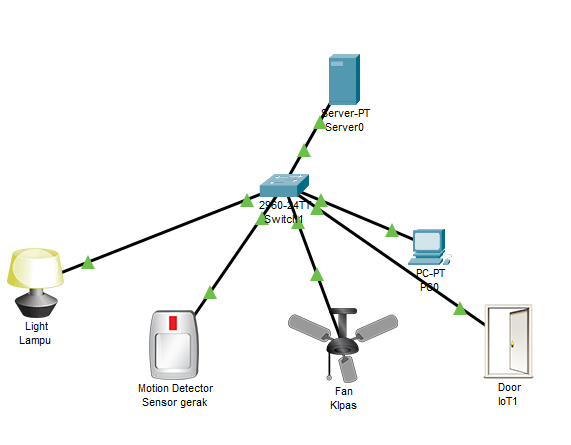 Server-PT
Server0
2960-24TT
Switch1
PC-PT
PC0
Light
Lampu
Motion Detector
Sensor gerak
Fan
KIpas
Door
IoT1